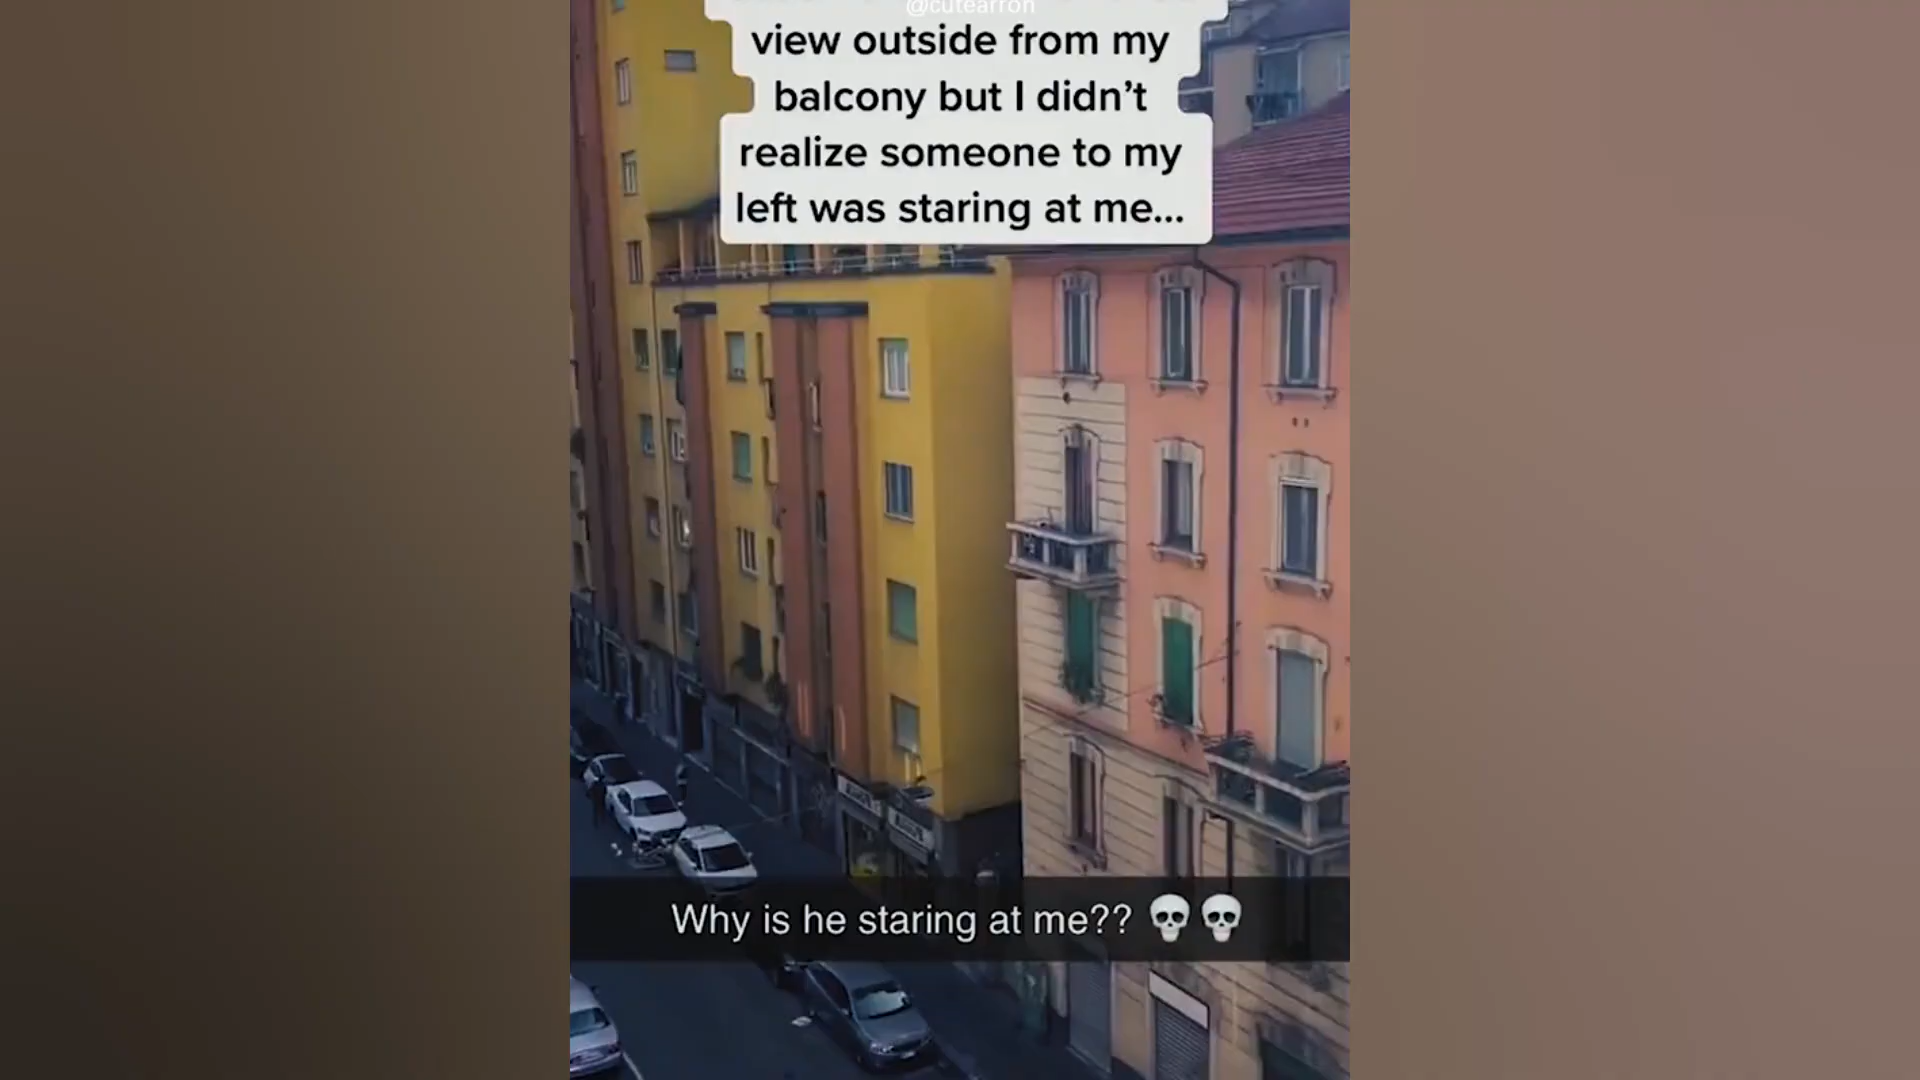 @cutearron
view outside from my
balcony but I didn’t
realize someone to my
left was staring at me...
Why is he staring at me?? 💀💀